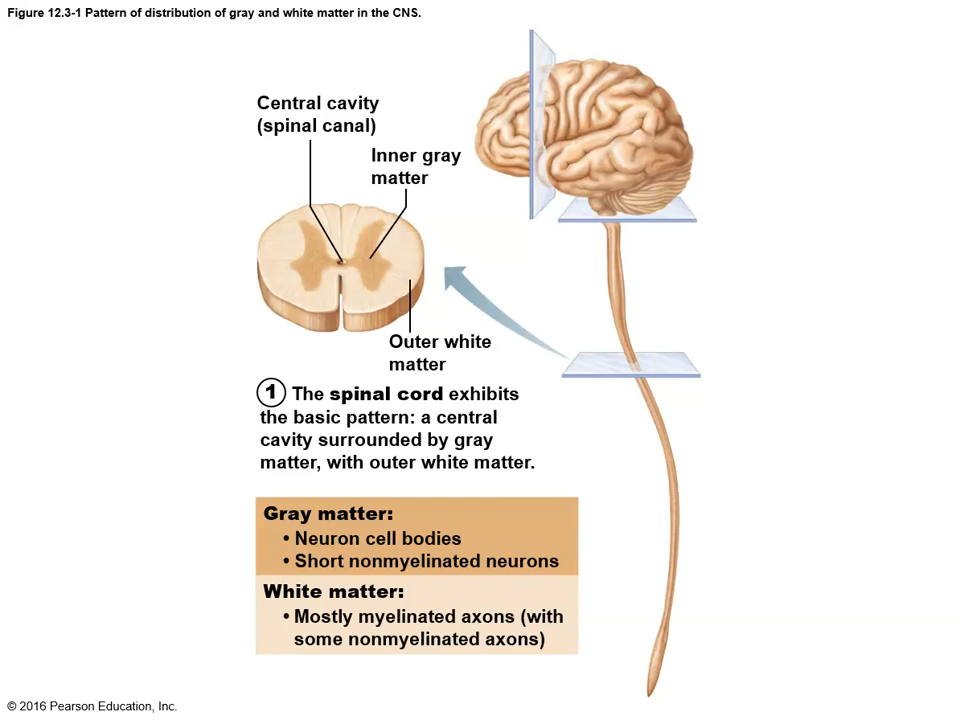 Figure 12.3-1 Pattern of distribution of gray and white matter in the CNS.
Central cavity
(spinal canal)
Inner gray
matter
Outer white
matter
1 The spinal cord exhibits
the basic pattern: a central
cavity surrounded by gray
matter, with outer white matter.
Gray matter:
• Neuron cell bodies
• Short nonmyelinated neurons
White matter:
• Mostly myelinated axons (with
some nonmyelinated axons)
© 2016 Pearson Education, Inc.